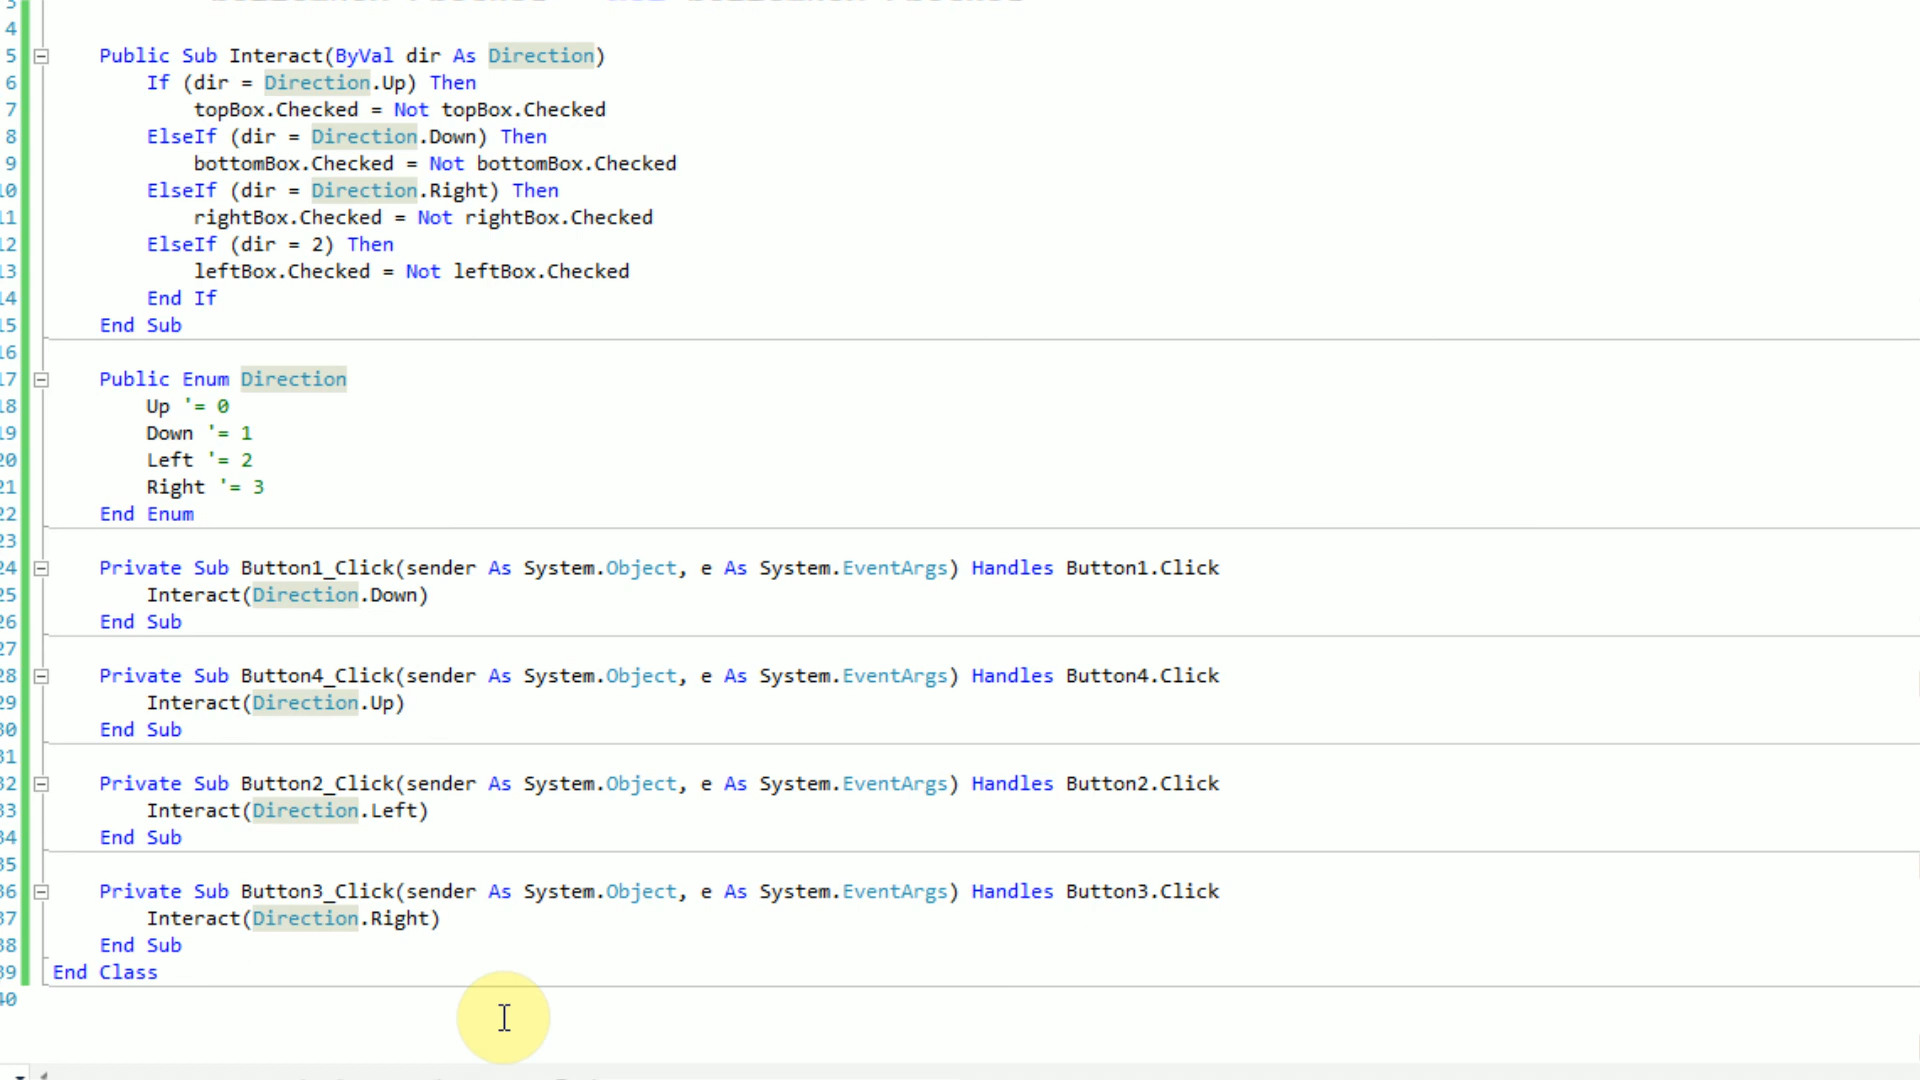 4
5 Public Sub Interact(ByVal dir As Direction)
6 If (dir = Direction.Up) Then
7 topBox.Checked = Not topBox.Checked
8 ElseIf (dir = Direction.Down) Then
9 bottomBox.Checked = Not bottomBox.Checked
10 ElseIf (dir = Direction.Right) Then
11 rightBox.Checked = Not rightBox.Checked
12 ElseIf (dir = 2) Then
13 leftBox.Checked = Not leftBox.Checked
14 End If
15 End Sub
16
17 Public Enum Direction
18 Up '= 0
19 Down '= 1
20 Left '= 2
21 Right '= 3
22 End Enum
23
24 Private Sub Button1_Click(sender As System.Object, e As System.EventArgs) Handles Button1.Click
25 Interact(Direction.Down)
26 End Sub
27
28 Private Sub Button4_Click(sender As System.Object, e As System.EventArgs) Handles Button4.Click
29 Interact(Direction.Up)
30 End Sub
31
32 Private Sub Button2_Click(sender As System.Object, e As System.EventArgs) Handles Button2.Click
33 Interact(Direction.Left)
34 End Sub
35
36 Private Sub Button3_Click(sender As System.Object, e As System.EventArgs) Handles Button3.Click
37 Interact(Direction.Right)
38 End Sub
39 End Class
40